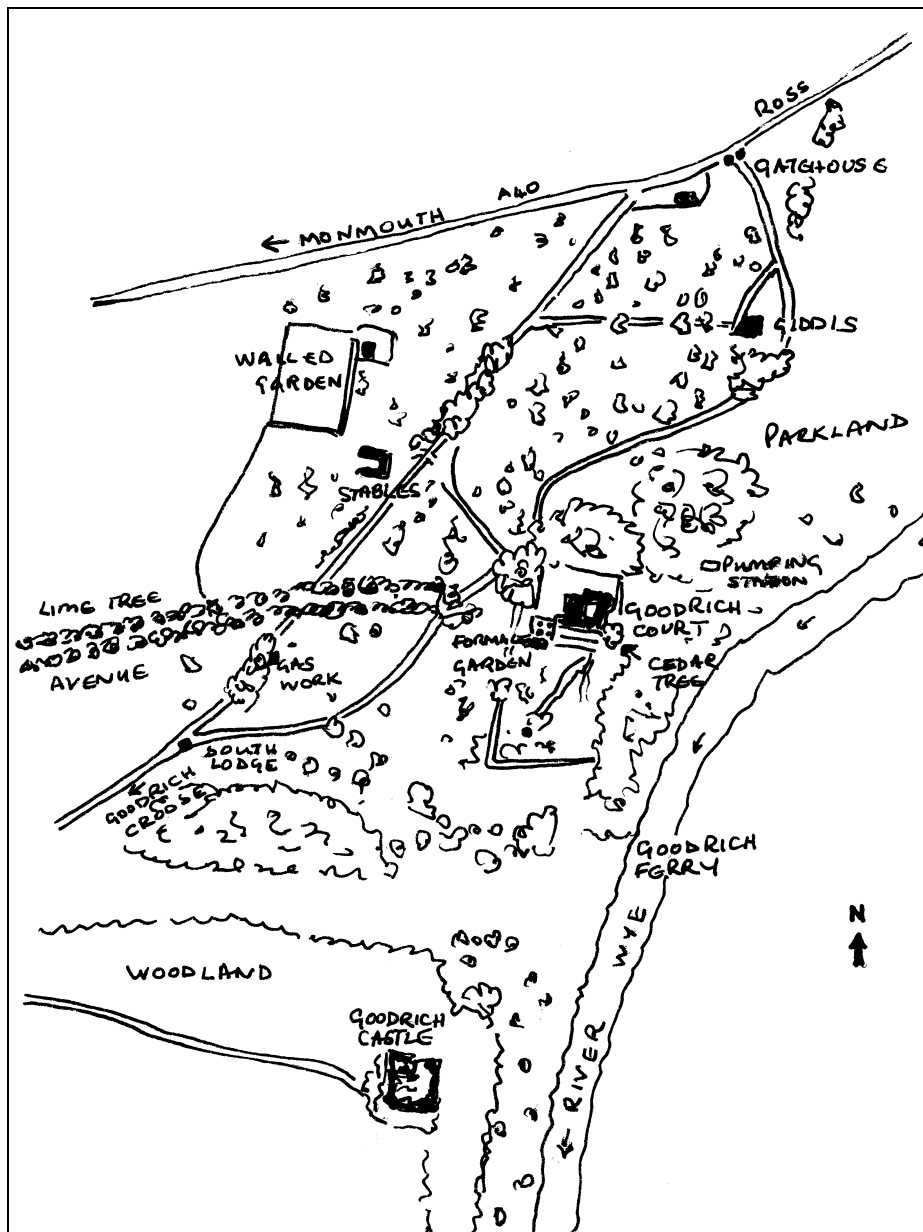 ROSS
GATEHOUSE
A40
← MONMOUTH
GIDDIS
WALLED
GARDEN
PARKLAND
STABLES
PUMPING
STATION
LIME TREE
AVENUE
GOODRICH
COURT
FORMAL
GARDEN
CEDAR
TREE
GAS
WORK
SOUTH
LODGE
GOODRICH
CROOSE
GOODRICH
FERRY
N
WOODLAND
GOODRICH
CASTLE
← RIVER WYE